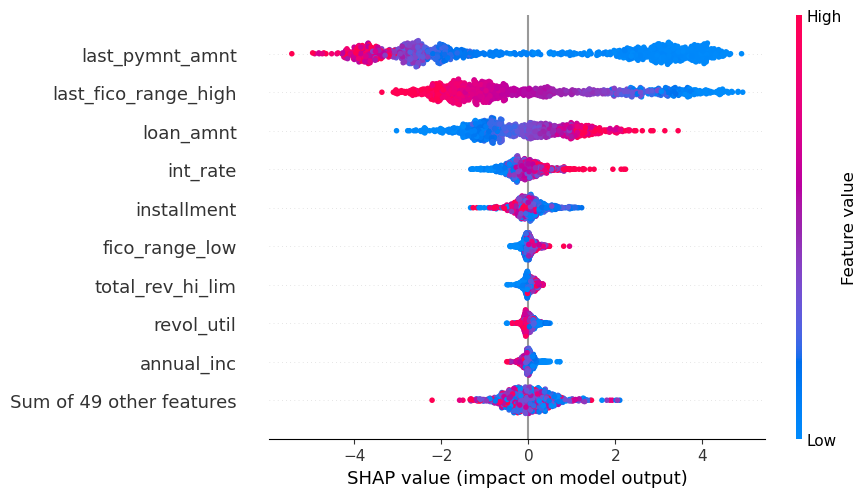 High
last_pymnt_amnt
last_fico_range_high
loan_amnt
int_rate
installment
fico_range_low
total_rev_hi_lim
revol_util
annual_inc
Sum of 49 other features
Feature value
Low
−4 −2 0 2 4
SHAP value (impact on model output)